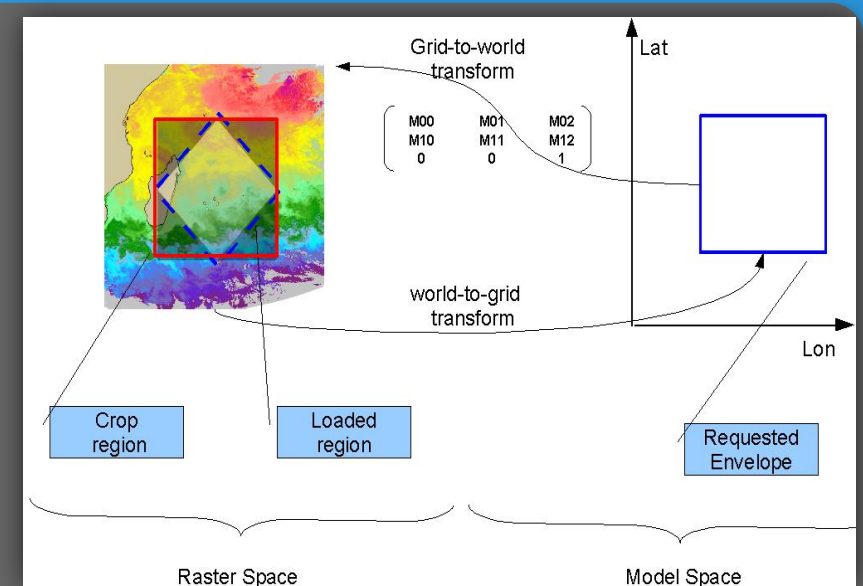 Grid-to-world
transform
Lat
M00 M01 M02
M10 M11 M12
0 0 1
world-to-grid
transform
Lon
Crop
region
Loaded
region
Requested
Envelope
Raster Space
Model Space